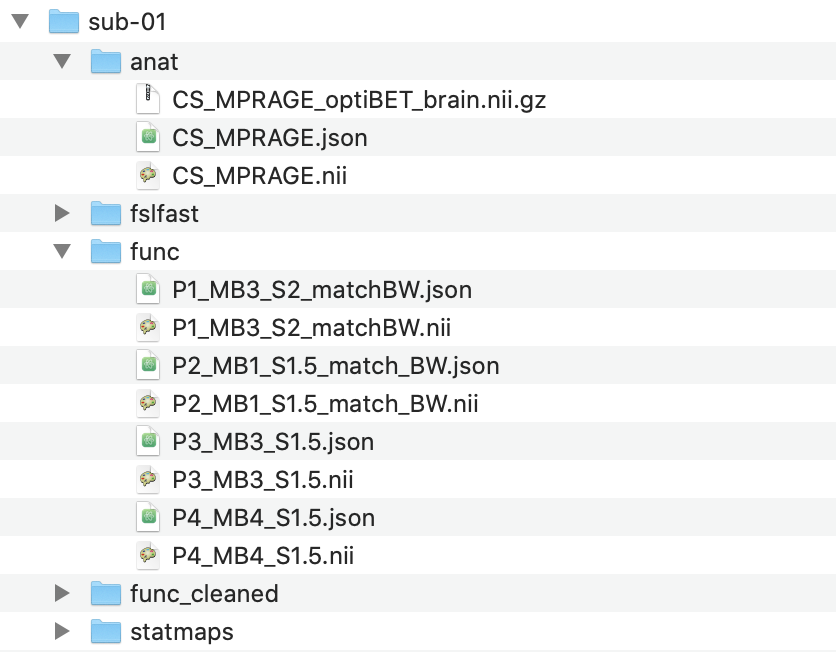 sub-01
anat
CS_MPRAGE_optiBET_brain.nii.gz
CS_MPRAGE.json
CS_MPRAGE.nii
fslfast
func
P1_MB3_S2_matchBW.json
P1_MB3_S2_matchBW.nii
P2_MB1_S1.5_match_BW.json
P2_MB1_S1.5_match_BW.nii
P3_MB3_S1.5.json
P3_MB3_S1.5.nii
P4_MB4_S1.5.json
P4_MB4_S1.5.nii
func_cleaned
statmaps